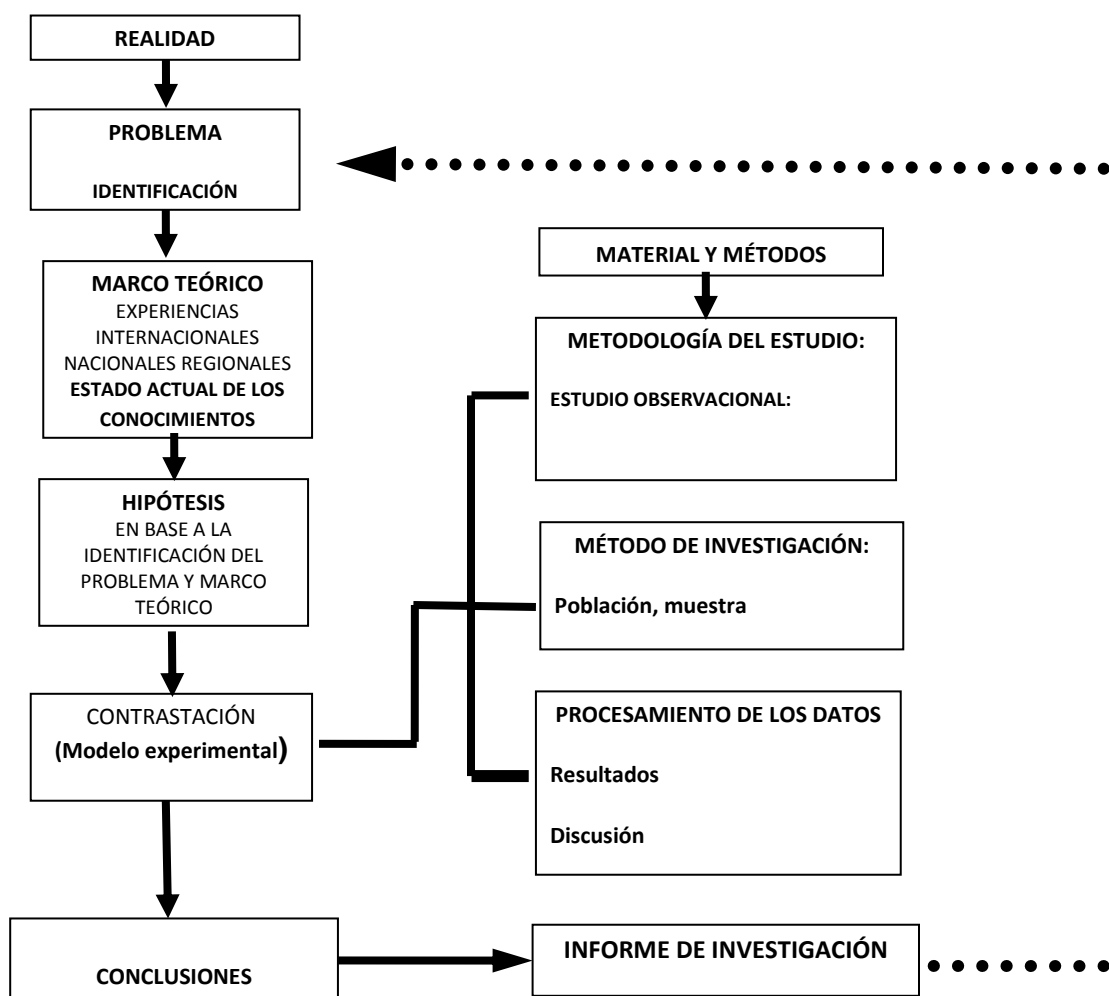 REALIDAD
PROBLEMA
IDENTIFICACIÓN
MARCO TEÓRICO
EXPERIENCIAS
INTERNACIONALES
NACIONALES REGIONALES
ESTADO ACTUAL DE LOS
CONOCIMIENTOS
HIPÓTESIS
EN BASE A LA
IDENTIFICACIÓN DEL
PROBLEMA Y MARCO
TEÓRICO
CONTRASTACIÓN
(Modelo experimental)
CONCLUSIONES
MATERIAL Y MÉTODOS
METODOLOGÍA DEL ESTUDIO:
ESTUDIO OBSERVACIONAL:
MÉTODO DE INVESTIGACIÓN:
Población, muestra
PROCESAMIENTO DE LOS DATOS
Resultados
Discusión
INFORME DE INVESTIGACIÓN